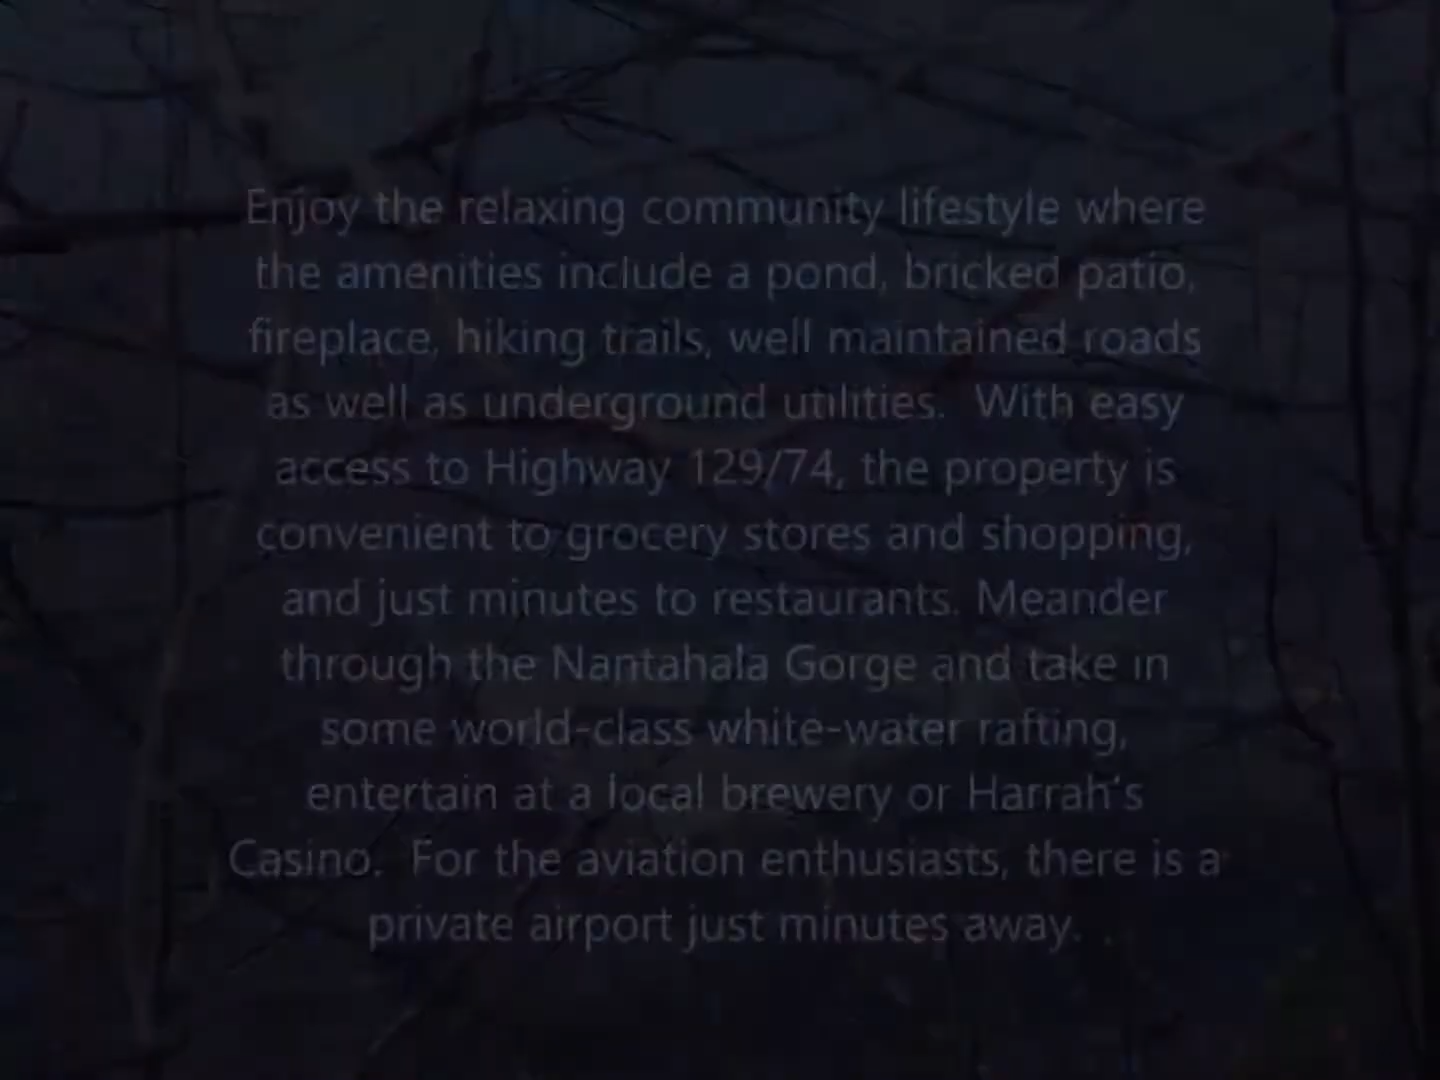 Enjoy the relaxing community lifestyle where
the amenities include a pond, bricked patio,
fireplace, hiking trails, well maintained roads
as well as underground utilities.  With easy
access to Highway 129/74, the property is
convenient to grocery stores and shopping,
and just minutes to restaurants. Meander
through the Nantahala Gorge and take in
some world-class white-water rafting,
entertain at a local brewery or Harrah's
Casino.  For the aviation enthusiasts, there is a
private airport just minutes away.  .